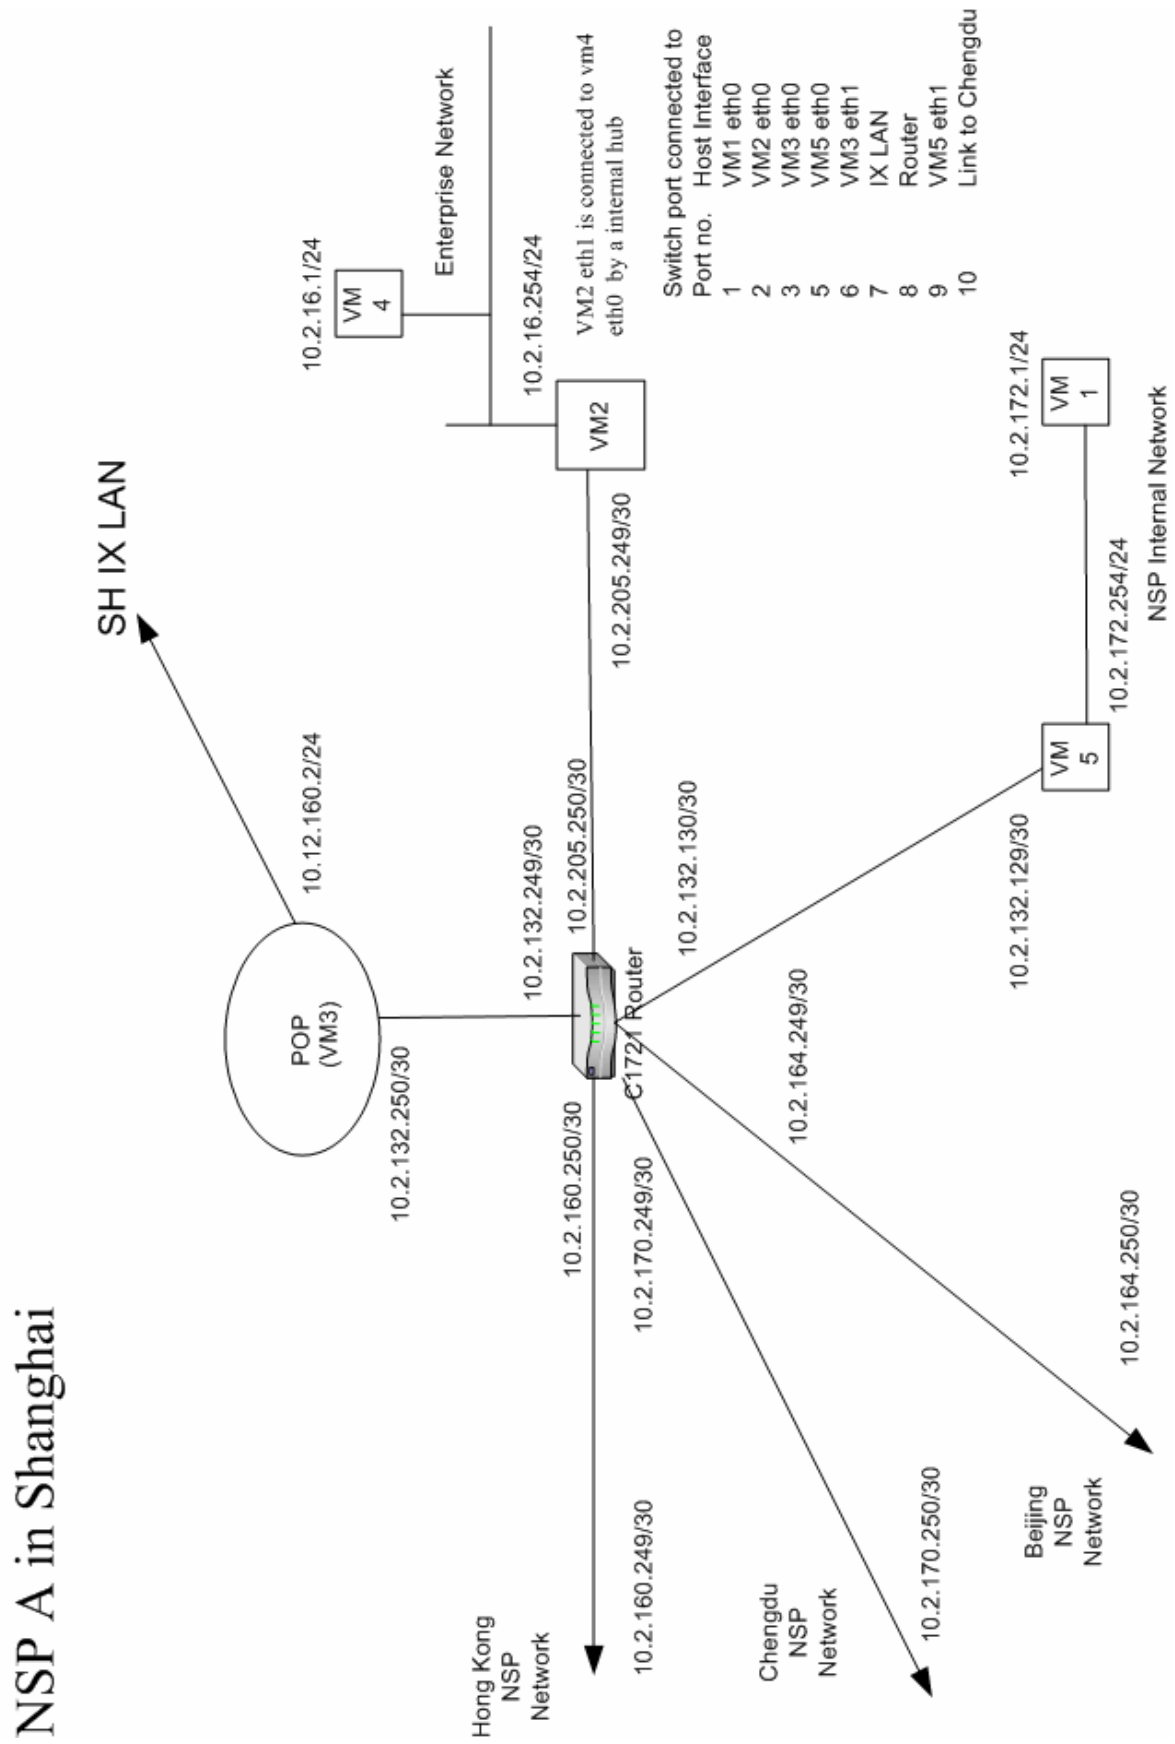 NSP A in Shanghai
SH IX LAN
10.12.160.2/24
POP
(VM3)
10.2.132.250/30
10.2.132.249/30
10.2.16.1/24
VM
4
Enterprise Network
10.2.16.254/24
VM2
VM2 eth1 is connected to vm4
eth0 by a internal hub
10.2.205.249/30
10.2.205.250/30
C1721 Router
10.2.160.250/30
10.2.160.249/30
Hong Kong
NSP
Network
10.2.170.249/30
10.2.170.250/30
Chengdu
NSP
Network
10.2.164.249/30
10.2.164.250/30
Beijing
NSP
Network
10.2.132.130/30
10.2.132.129/30
VM
5
10.2.172.254/24
10.2.172.1/24
VM
1
NSP Internal Network
Switch port connected to
Port no. Host Interface
1 VM1 eth0
2 VM2 eth0
3 VM3 eth0
5 VM5 eth0
6 VM3 eth1
7 IX LAN
8 Router
9 VM5 eth1
10 Link to Chengdu